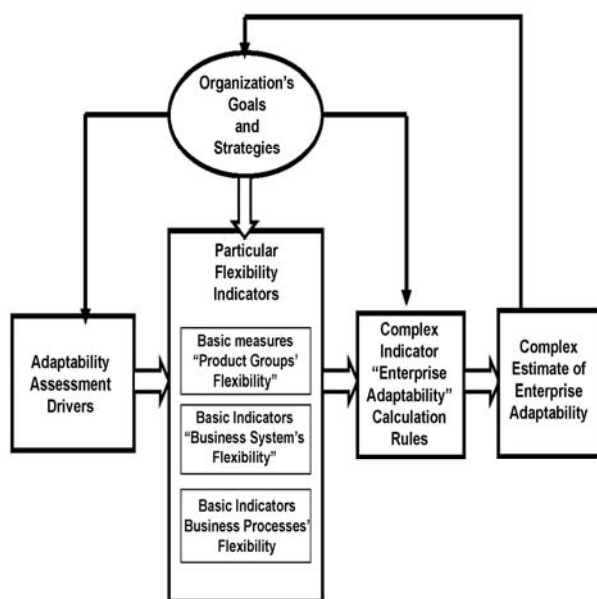 Organization's
Goals
and
Strategies
Particular
Flexibility
Indicators
Adaptability
Assessment
Drivers
Basic measures
“Product Groups'
Flexibility”
Basic Indicators
“Business System's
Flexibility”
Basic Indicators
Business Processes'
Flexibility
Complex
Indicator
“Enterprise
Adaptability”
Calculation
Rules
Complex
Estimate of
Enterprise
Adaptability